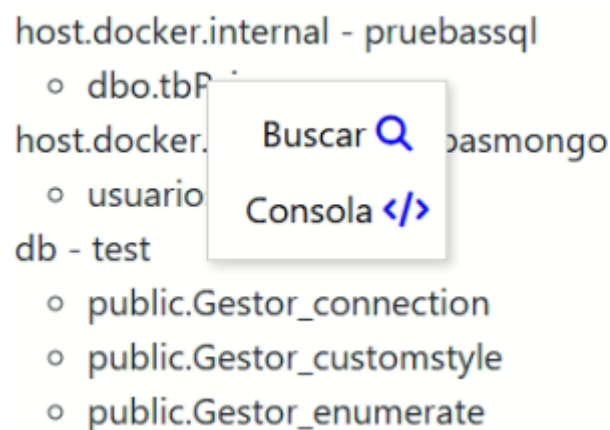 host.docker.internal - pruebassql
dbo.tbP
host.docker. basmongo
usuario
db - test
public.Gestor_connection
public.Gestor_customstyle
public.Gestor_enumerate
Buscar
Consola </>